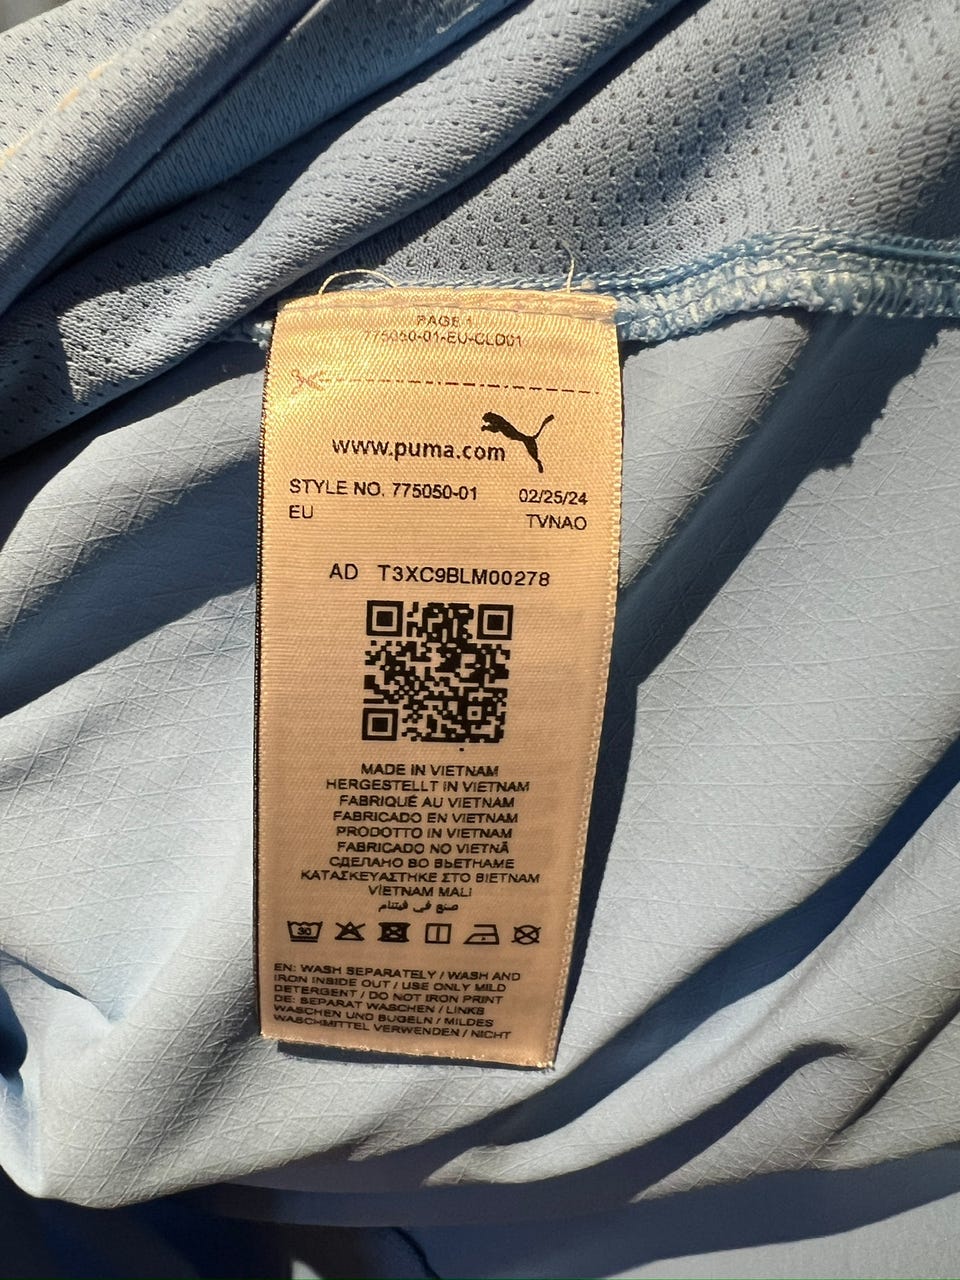 PAGE 1
775050-01-EU-CLD01
www.puma.com
STYLE NO. 775050-01 02/25/24
EU TVNAO
AD T3XC9BLM00278
MADE IN VIETNAM
HERGESTELLT IN VIETNAM
FABRIQUÉ AU VIETNAM
FABRICADO EN VIETNAM
PRODOTTO IN VIETNAM
FABRICADO NO VIETNÃ
СДЕЛАНО ВО ВЬЕТНАМЕ
ΚΑΤΑΣΚΕΥΑΣΤΗΚΕ ΣΤΟ ΒΙΕΤΝΑΜ
VİETNAM MALI
صنع في فيتنام
30
EN: WASH SEPARATELY / WASH AND
IRON INSIDE OUT / USE ONLY MILD
DETERGENT / DO NOT IRON PRINT
DE: SEPARAT WASCHEN / LINKS
WASCHEN UND BÜGELN / MILDES
WASCHMITTEL VERWENDEN / NICHT